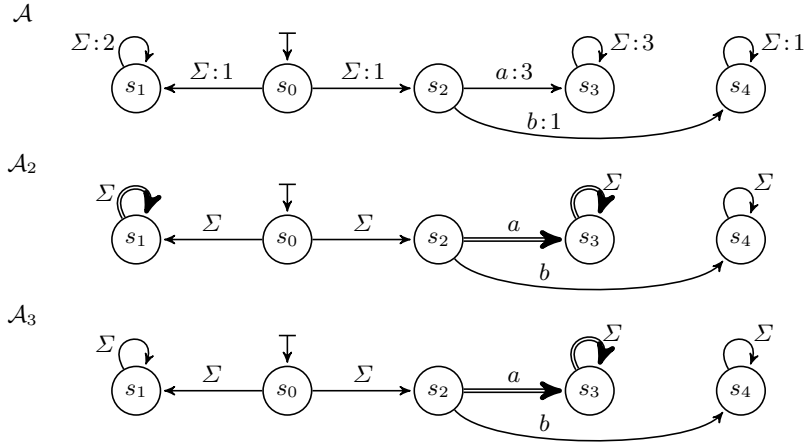 𝒜
Σ:2 Σ:3 Σ:1
s₁ Σ:1 s₀ Σ:1 s₂ a:3 s₃ s₄
b:1
𝒜₂
Σ Σ Σ
s₁ Σ s₀ Σ s₂ a s₃ s₄
b
𝒜₃
Σ Σ Σ
s₁ Σ s₀ Σ s₂ a s₃ s₄
b